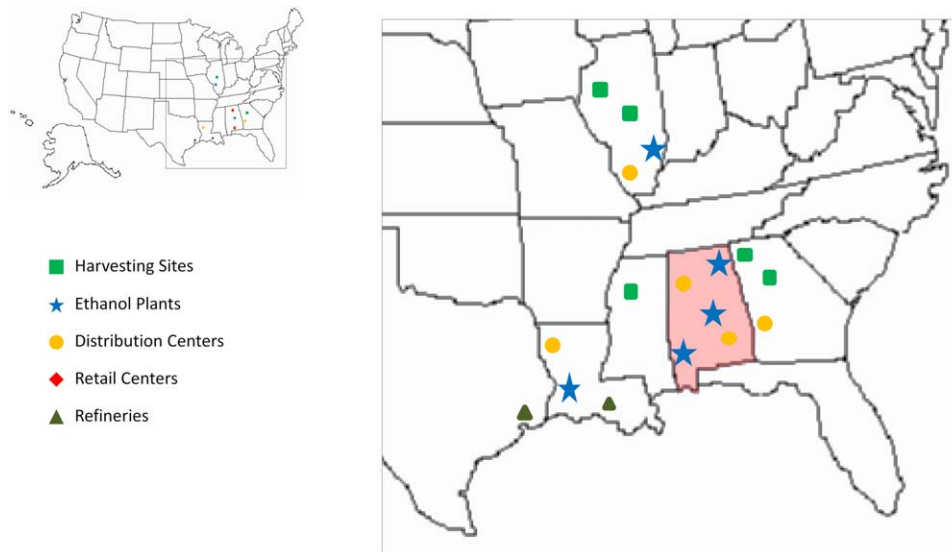 Harvesting Sites
Ethanol Plants
Distribution Centers
Retail Centers
Refineries